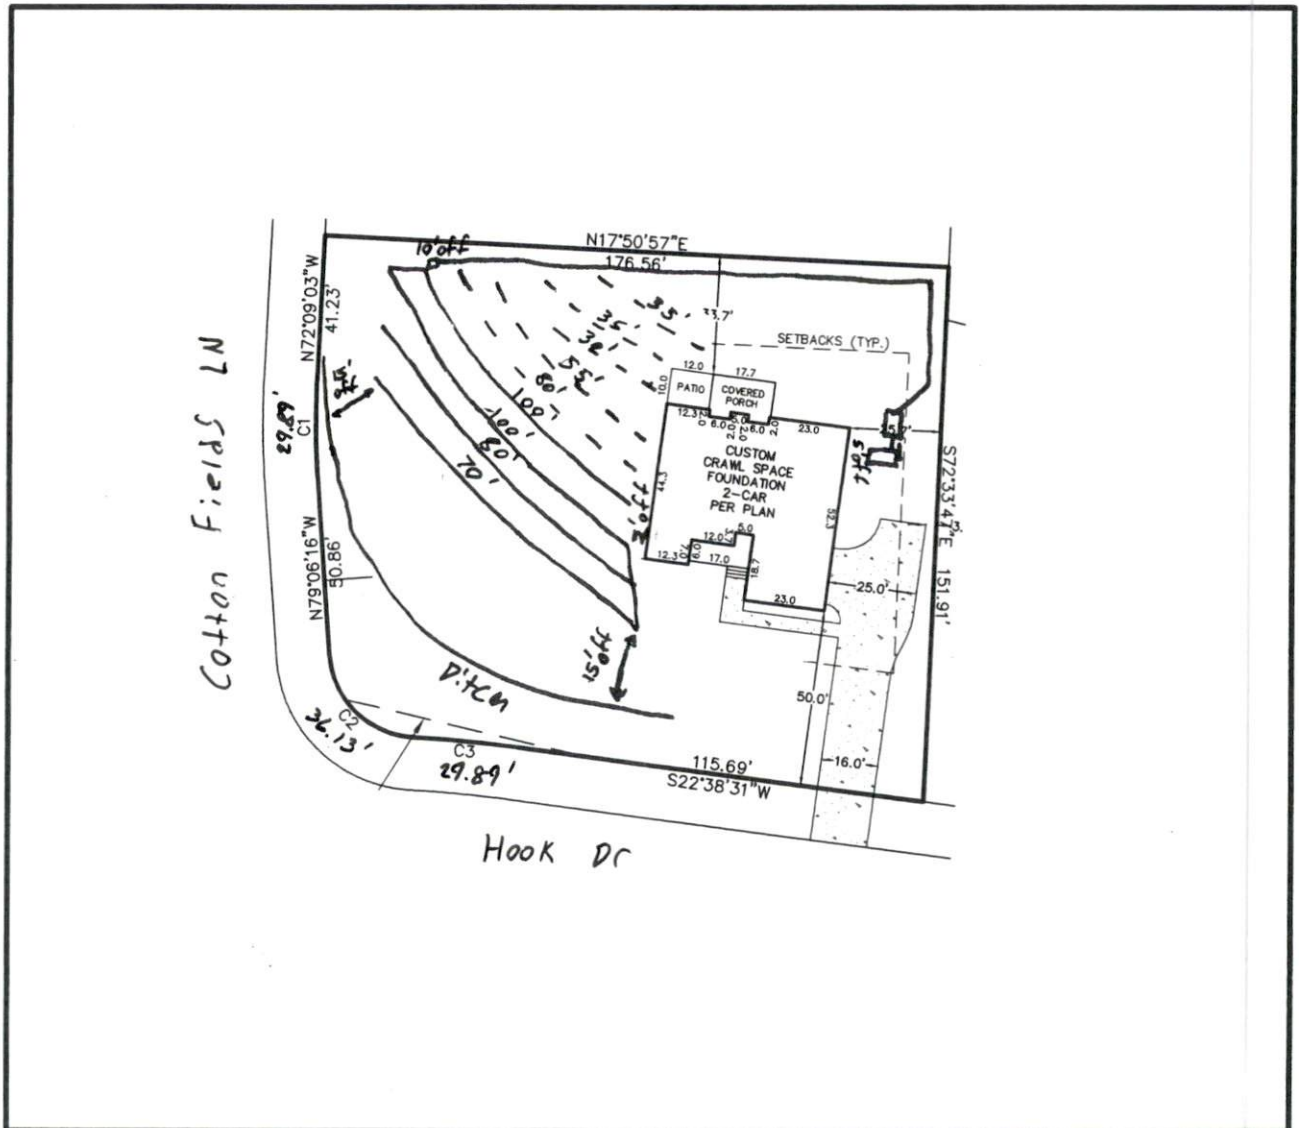 N17°50'57"E
10'off
176.56'
N72°09'03"W
41.23'
35'
33.7'
SETBACKS (TYP.)
12.0
17.7
10.0
PATIO
COVERED
PORCH
55'
80'
100'
100'
80'
70'
12.3
6.0
5.0
6.0
2.0
2.0
2.0
23.0
CUSTOM
CRAWL SPACE
FOUNDATION
2-CAR
PER PLAN
44.3
52.3
5'off
S72°33'47"E 151.91'
Cotton Fields LN
29.89'
C1
N79°06'16"W
50.86'
12.3
6.0
12.0
5.0
17.0
18.7
23.0
25.0'
15'off
Ditch
50.0'
16.0'
C2
36.13'
C3
29.89'
115.69'
S22°38'31"W
Hook Dr